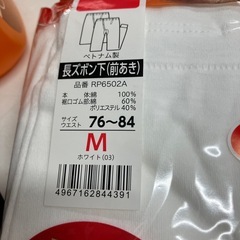 ベトナム製
長ズボン下(前あき)
品番 RP6502A
本体:綿 100%
裾口ゴム部:綿 60%
ポリエステル 40%
サイズ
ウエスト 76~84
M
ホワイト(03)
4967162844391